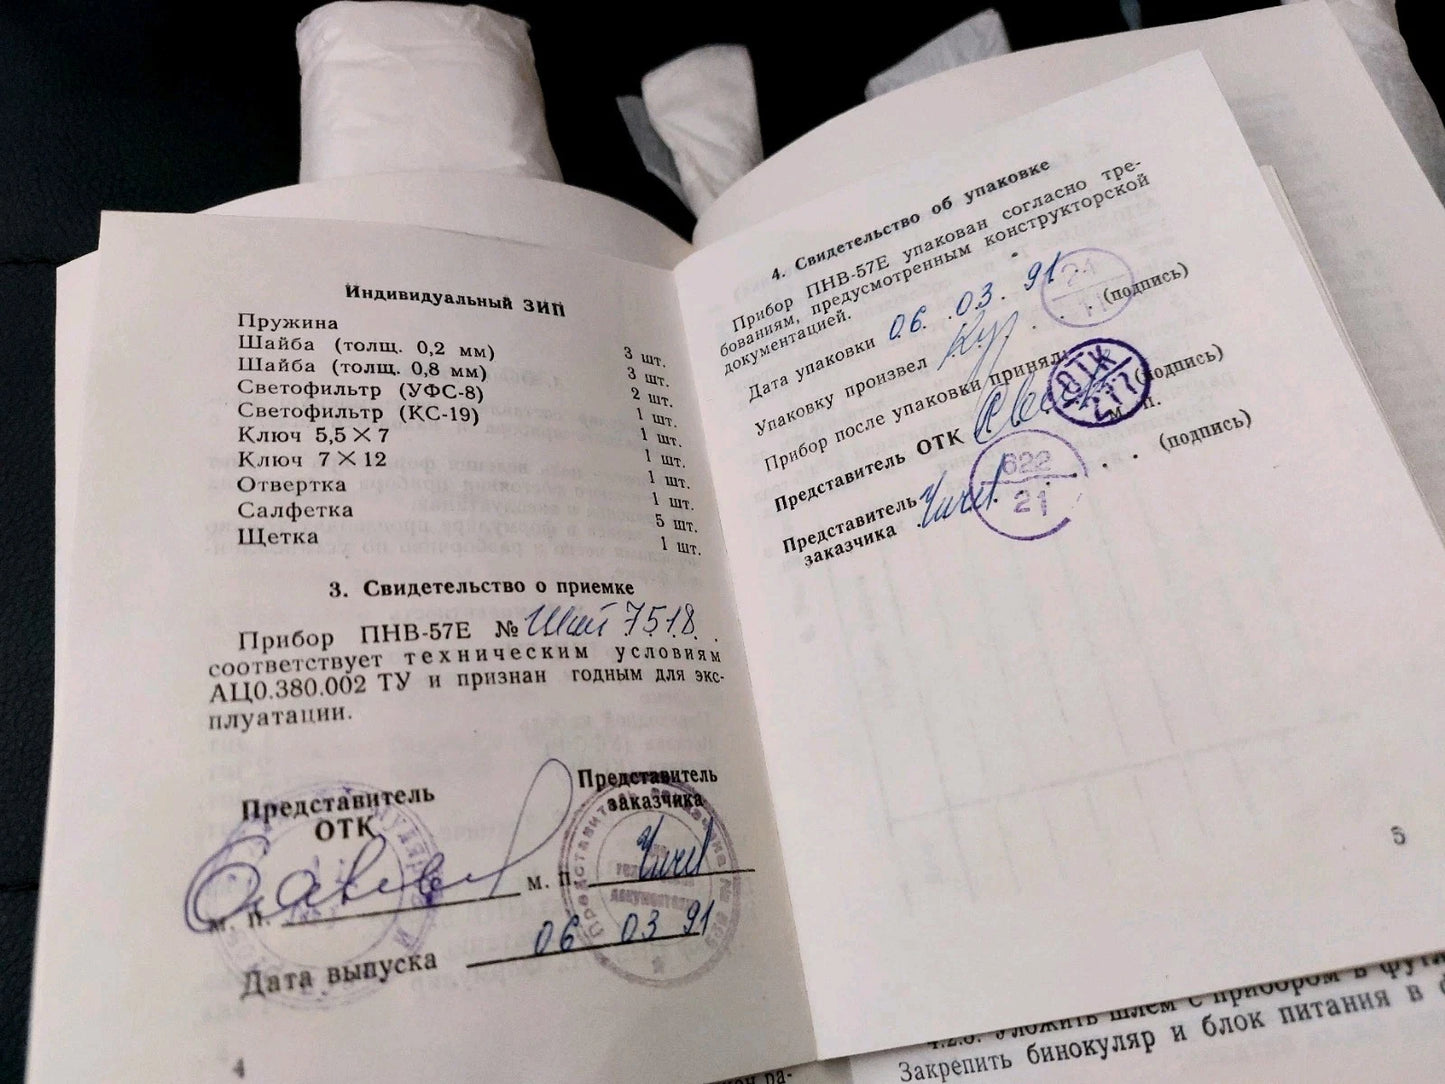 Индивидуальный ЗИП
Пружина 3 шт.
Шайба (толщ. 0,2 мм) 3 шт.
Шайба (толщ. 0,8 мм) 2 шт.
Светофильтр (УФС-8) 1 шт.
Светофильтр (КС-19) 1 шт.
Ключ 5,5×7 1 шт.
Ключ 7×12 1 шт.
Отвертка 1 шт.
Салфетка 5 шт.
Щетка 1 шт.
3. Свидетельство о приемке
Прибор ПНВ-57Е № 7518.
соответствует техническим условиям
АЦ0.380.002 ТУ и признан годным для экс-
плуатации.
Представитель
ОТК
м. п.
Представитель
заказчика
м. п.
Дата выпуска 06 03 91
4
4. Свидетельство об упаковке
Прибор ПНВ-57Е упакован согласно тре-
бованиям, предусмотренным конструкторской
документацией.
Дата упаковки 06. 03. 91
Упаковку произвел (подпись)
Прибор после упаковки принял:
Представитель ОТК (подпись)
м. п.
Представитель
заказчика (подпись)
ОТК
622
21
5
Уложить шлем с прибором в
Закрепить бинокуляр и блок питания в